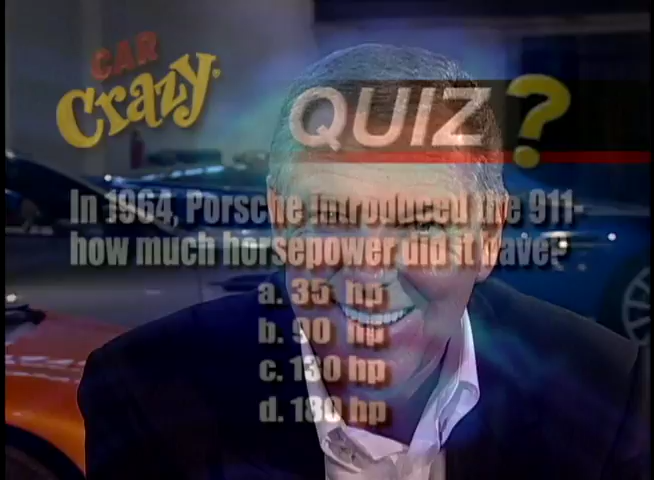 CAR
Crazy
QUIZ?
In 1964, Porsche introduced the 911-
how much horsepower did it have?
a. 35 hp
b. 90 hp
c. 130 hp
d. 180 hp